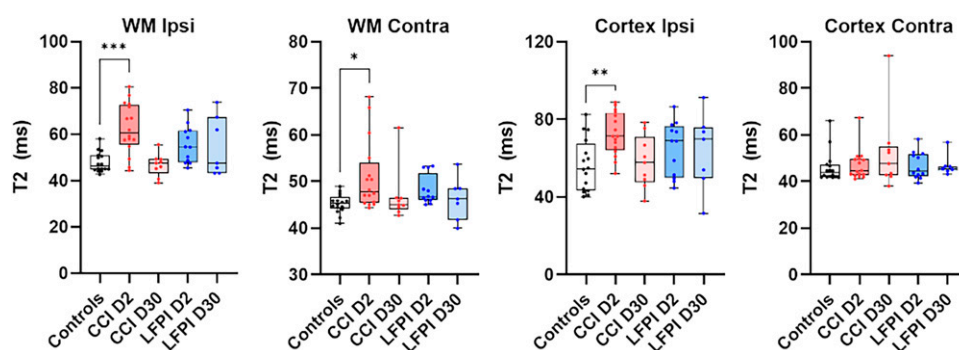 WM Ipsi
***
T2 (ms)
100
80
60
40
20
0
Controls
CCI D2
CCI D30
LFPI D2
LFPI D30
WM Contra
*
T2 (ms)
80
70
60
50
40
30
Controls
CCI D2
CCI D30
LFPI D2
LFPI D30
Cortex Ipsi
**
T2 (ms)
120
80
40
0
Controls
CCI D2
CCI D30
LFPI D2
LFPI D30
Cortex Contra
T2 (ms)
100
80
60
40
20
0
Controls
CCI D2
CCI D30
LFPI D2
LFPI D30